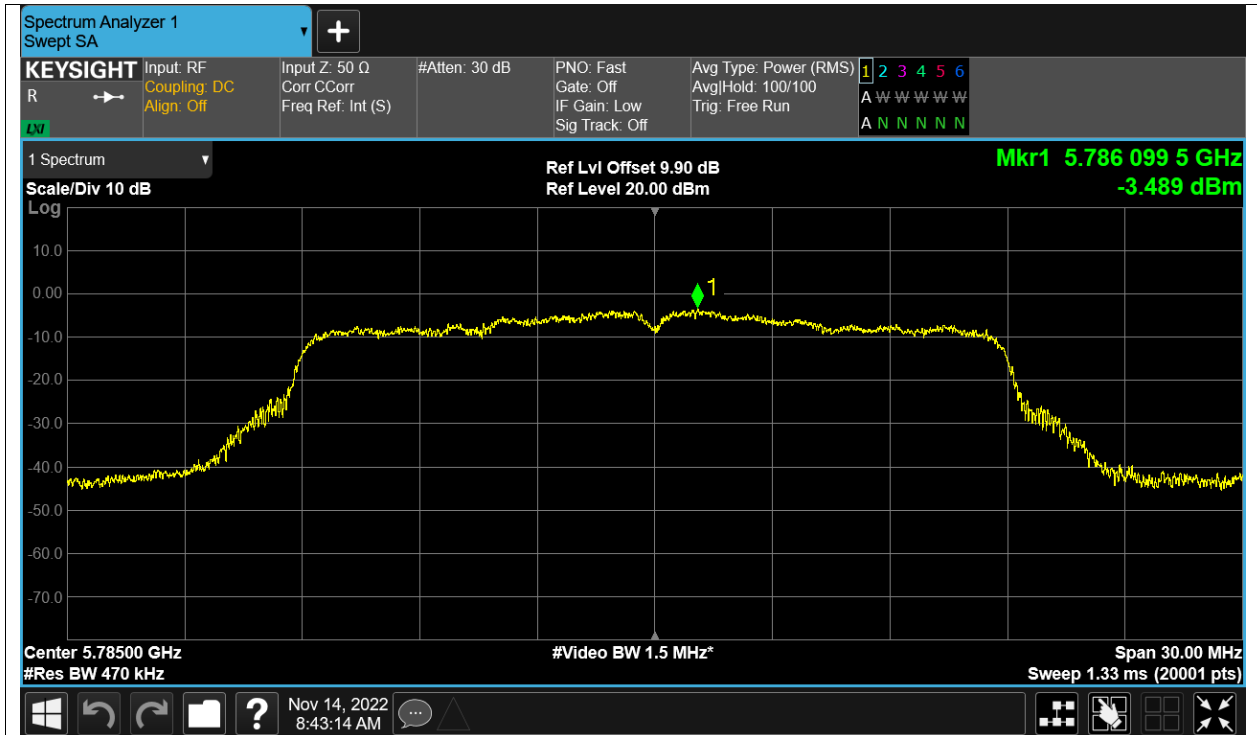 Spectrum Analyzer 1
Swept SA
+
KEYSIGHT
R
LXI
Input: RF
Coupling: DC
Align: Off
Input Z: 50 Ω
Corr CCorr
Freq Ref: Int (S)
#Atten: 30 dB
PNO: Fast
Gate: Off
IF Gain: Low
Sig Track: Off
Avg Type: Power (RMS)
Avg|Hold: 100/100
Trig: Free Run
1 2 3 4 5 6
A W W W W W
A N N N N N
1 Spectrum
Scale/Div 10 dB
Log
Ref Lvl Offset 9.90 dB
Ref Level 20.00 dBm
Mkr1 5.786 099 5 GHz
-3.489 dBm
1
10.0
0.00
-10.0
-20.0
-30.0
-40.0
-50.0
-60.0
-70.0
Center 5.78500 GHz
#Video BW 1.5 MHz*
Span 30.00 MHz
#Res BW 470 kHz
Sweep 1.33 ms (20001 pts)
?
Nov 14, 2022
8:43:14 AM